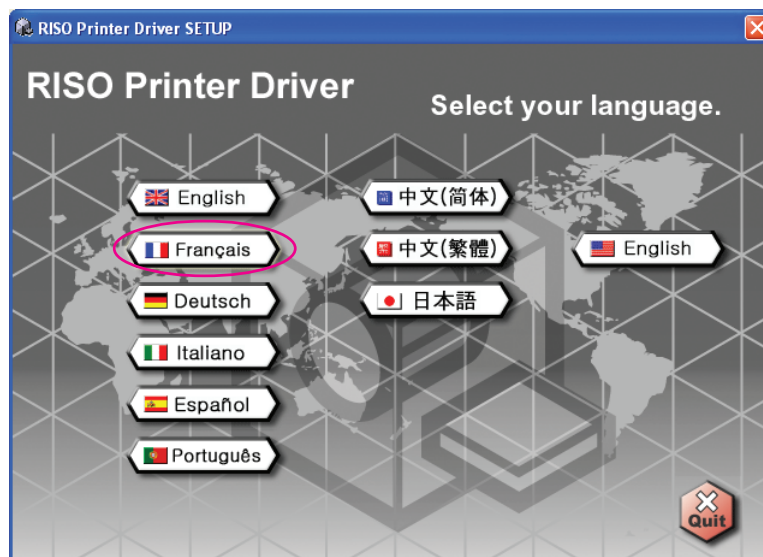 RISO Printer Driver SETUP
RISO Printer Driver
Select your language.
English
Français
Deutsch
Italiano
Español
Português
中文(简体)
中文(繁體)
日本語
English
Quit